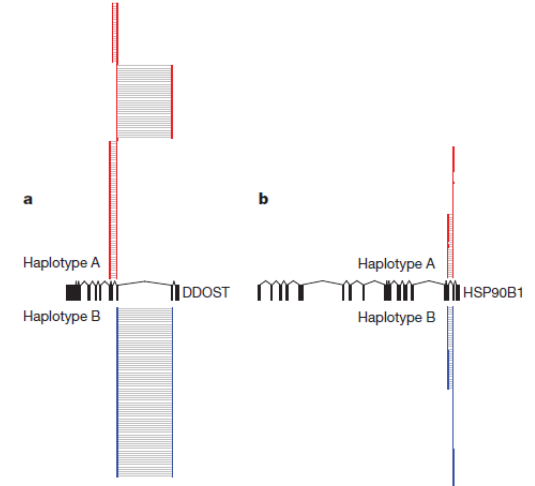 a
b
Haplotype A
Haplotype A
DDOST
HSP90B1
Haplotype B
Haplotype B